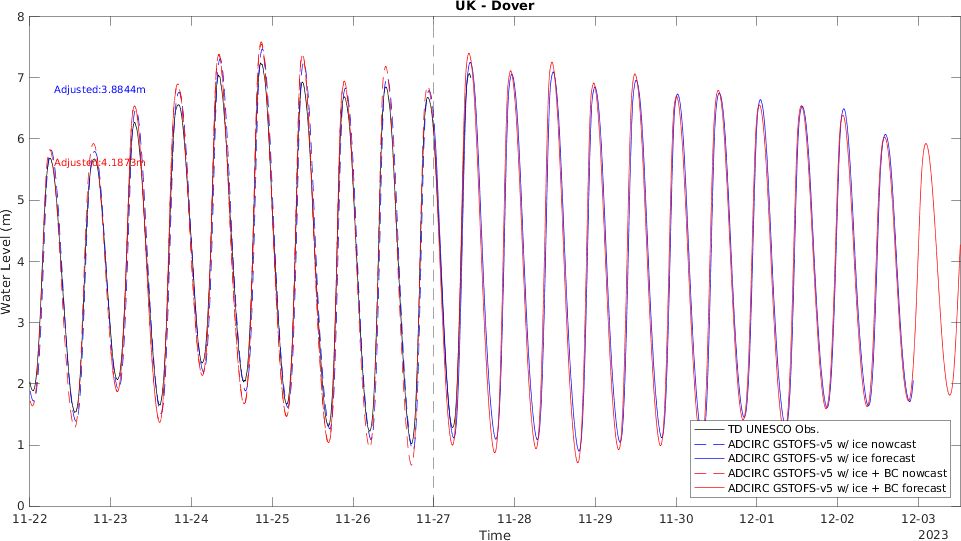 UK - Dover
8
7
6
5
4
3
2
1
0
Water Level (m)
Adjusted:3.8844m
Adjusted:4.1873m
TD UNESCO Obs.
ADCIRC GSTOFS-v5 w/ ice nowcast
ADCIRC GSTOFS-v5 w/ ice forecast
ADCIRC GSTOFS-v5 w/ ice + BC nowcast
ADCIRC GSTOFS-v5 w/ ice + BC forecast
11-22 11-23 11-24 11-25 11-26 11-27 11-28 11-29 11-30 12-01 12-02 12-03
Time
2023